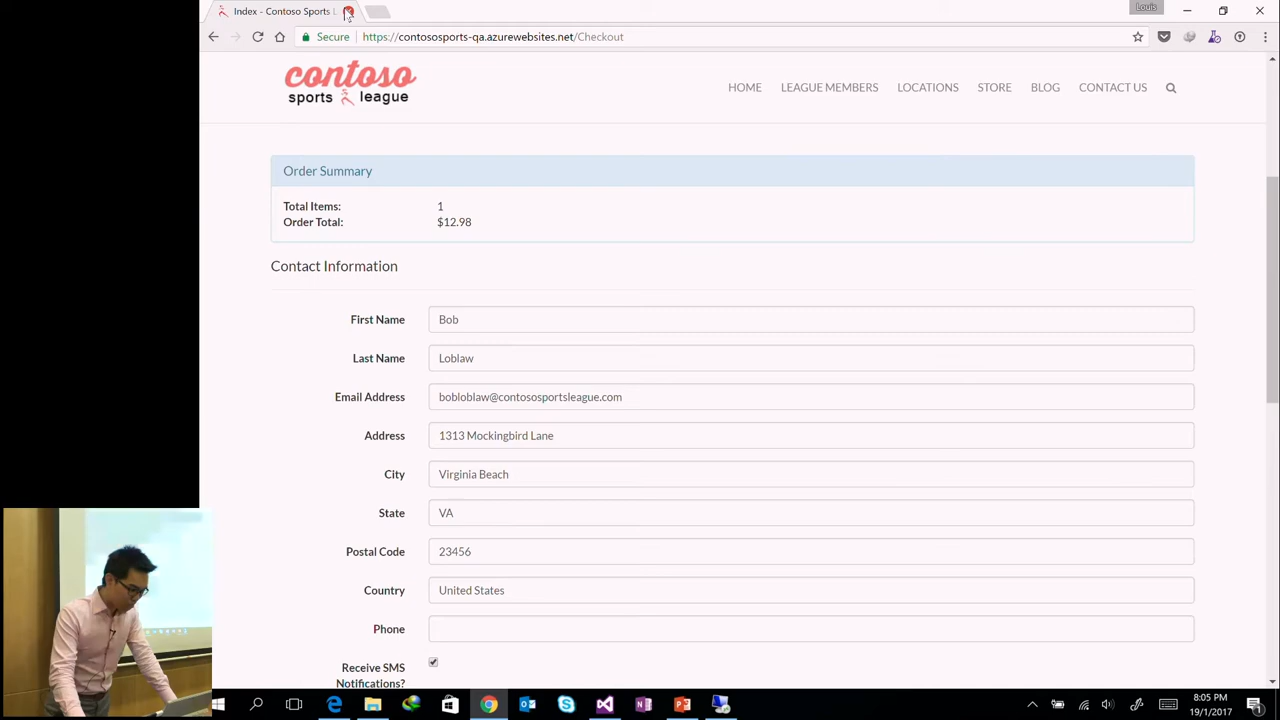 Index - Contoso Sports L
Louis
Secure
https://contososports-qa.azurewebsites.net/Checkout
contoso
sports league
HOME LEAGUE MEMBERS LOCATIONS STORE BLOG CONTACT US
Order Summary
Total Items: 1
Order Total: $12.98
Contact Information
First Name Bob
Last Name Loblaw
Email Address bobloblaw@contososportsleague.com
Address 1313 Mockingbird Lane
City Virginia Beach
State VA
Postal Code 23456
Country United States
Phone
Receive SMS
Notifications?
8:05 PM
19/1/2017